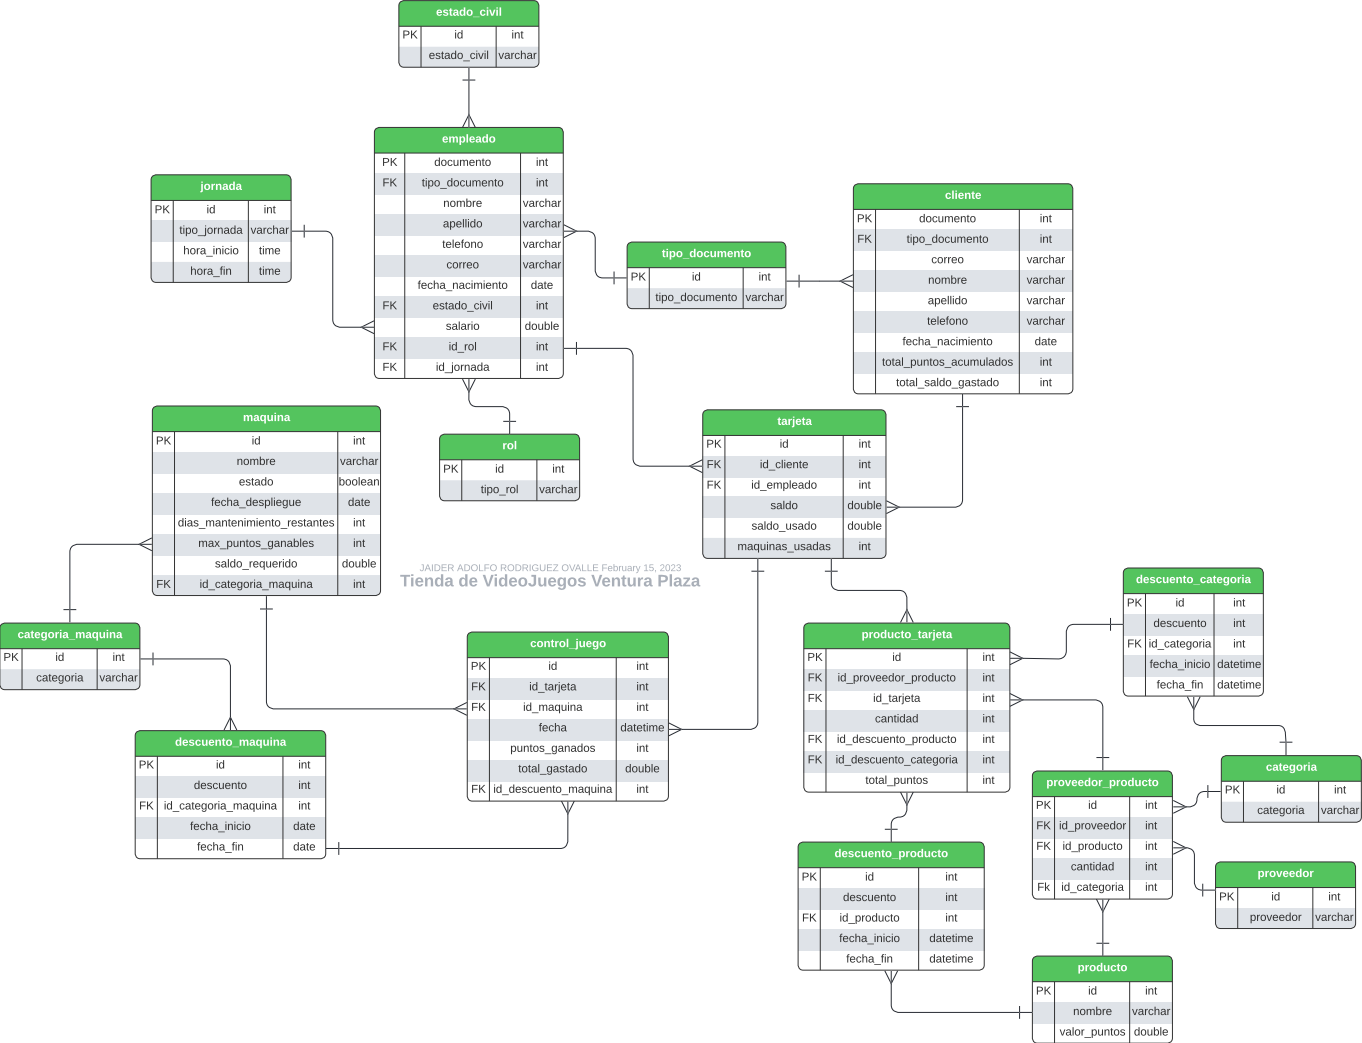 estado_civil
PK id int
estado_civil varchar
empleado
PK documento int
FK tipo_documento int
nombre varchar
apellido varchar
telefono varchar
correo varchar
fecha_nacimiento date
FK estado_civil int
salario double
FK id_rol int
FK id_jornada int
jornada
PK id int
tipo_jornada varchar
hora_inicio time
hora_fin time
tipo_documento
PK id int
tipo_documento varchar
cliente
PK documento int
FK tipo_documento int
correo varchar
nombre varchar
apellido varchar
telefono varchar
fecha_nacimiento date
total_puntos_acumulados int
total_saldo_gastado int
maquina
PK id int
nombre varchar
estado boolean
fecha_despliegue date
dias_mantenimiento_restantes int
max_puntos_ganables int
saldo_requerido double
FK id_categoria_maquina int
rol
PK id int
tipo_rol varchar
tarjeta
PK id int
FK id_cliente int
FK id_empleado int
saldo double
saldo_usado double
maquinas_usadas int
JAIDER ADOLFO RODRIGUEZ OVALLE February 15, 2023
Tienda de VideoJuegos Ventura Plaza
categoria_maquina
PK id int
categoria varchar
control_juego
PK id int
FK id_tarjeta int
FK id_maquina int
fecha datetime
puntos_ganados int
total_gastado double
FK id_descuento_maquina int
producto_tarjeta
PK id int
FK id_proveedor_producto int
FK id_tarjeta int
cantidad int
FK id_descuento_producto int
FK id_descuento_categoria int
total_puntos int
descuento_categoria
PK id int
descuento int
FK id_categoria int
fecha_inicio datetime
fecha_fin datetime
descuento_maquina
PK id int
descuento int
FK id_categoria_maquina int
fecha_inicio date
fecha_fin date
categoria
PK id int
categoria varchar
proveedor_producto
PK id int
FK id_proveedor int
FK id_producto int
cantidad int
Fk id_categoria int
descuento_producto
PK id int
descuento int
FK id_producto int
fecha_inicio datetime
fecha_fin datetime
proveedor
PK id int
proveedor varchar
producto
PK id int
nombre varchar
valor_puntos double